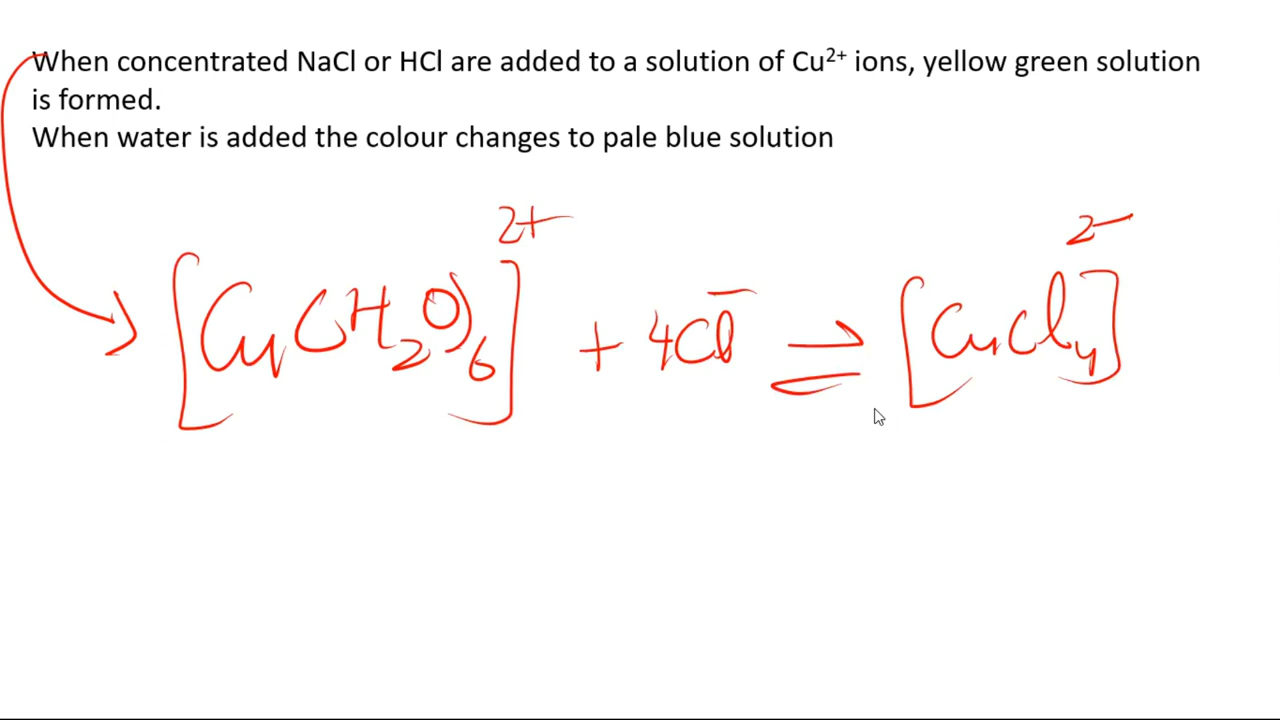 When concentrated NaCl or HCl are added to a solution of Cu²⁺ ions, yellow green solution
is formed.
When water is added the colour changes to pale blue solution
[Cu(H₂O)₆]²⁺ + 4Cl⁻ ⇌ [CuCl₄]²⁻